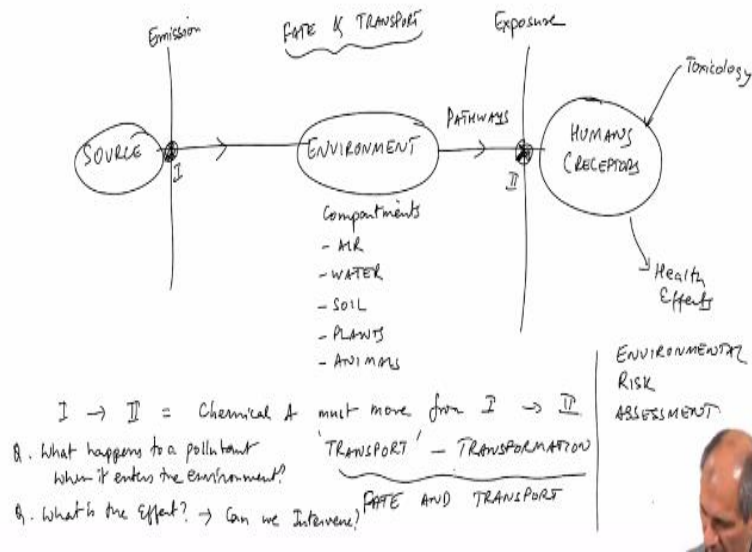 Emission
FATE & TRANSPORT
Exposure
Toxicology
SOURCE
I
ENVIRONMENT
PATHWAYS
II
HUMANS
(RECEPTORS
Health
Effects
Compartments
- AIR
- WATER
- SOIL
- PLANTS
- ANIMALS
ENVIRONMENTAL
RISK
ASSESSMENT
I → II = Chemical A must move from I → II
Q. What happens to a pollutant
when it enters the environment?
'TRANSPORT' - TRANSFORMATION
FATE AND TRANSPORT
Q. What is the Effect? → Can we Intervene?